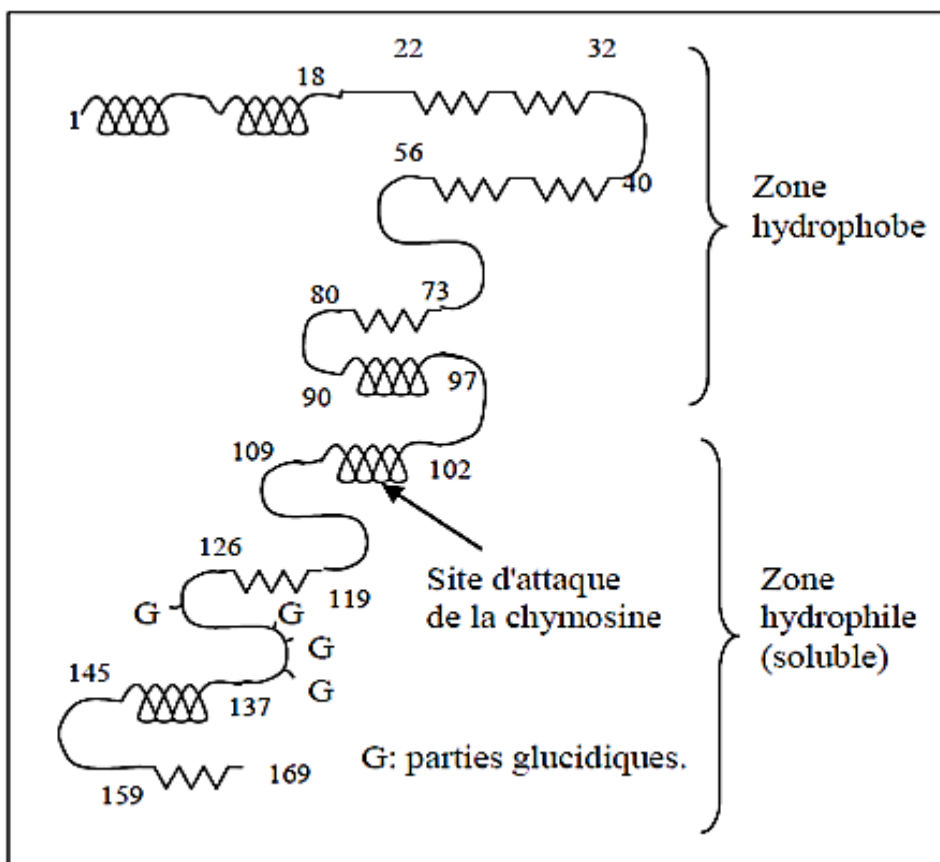 22 32
18
1
56
40
Zone
hydrophobe
80 73
90 97
109 102
126
119
Site d'attaque
de la chymosine
Zone
hydrophile
(soluble)
G G
G
G
145
137
G: parties glucidiques.
159 169